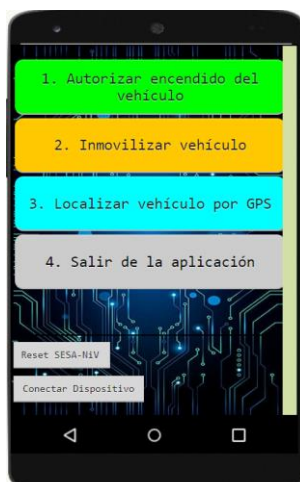 1. Autorizar encendido del
vehículo
2. Inmovilizar vehículo
3. Localizar vehículo por GPS
4. Salir de la aplicación
Reset SESA-NiV
Conectar Dispositivo